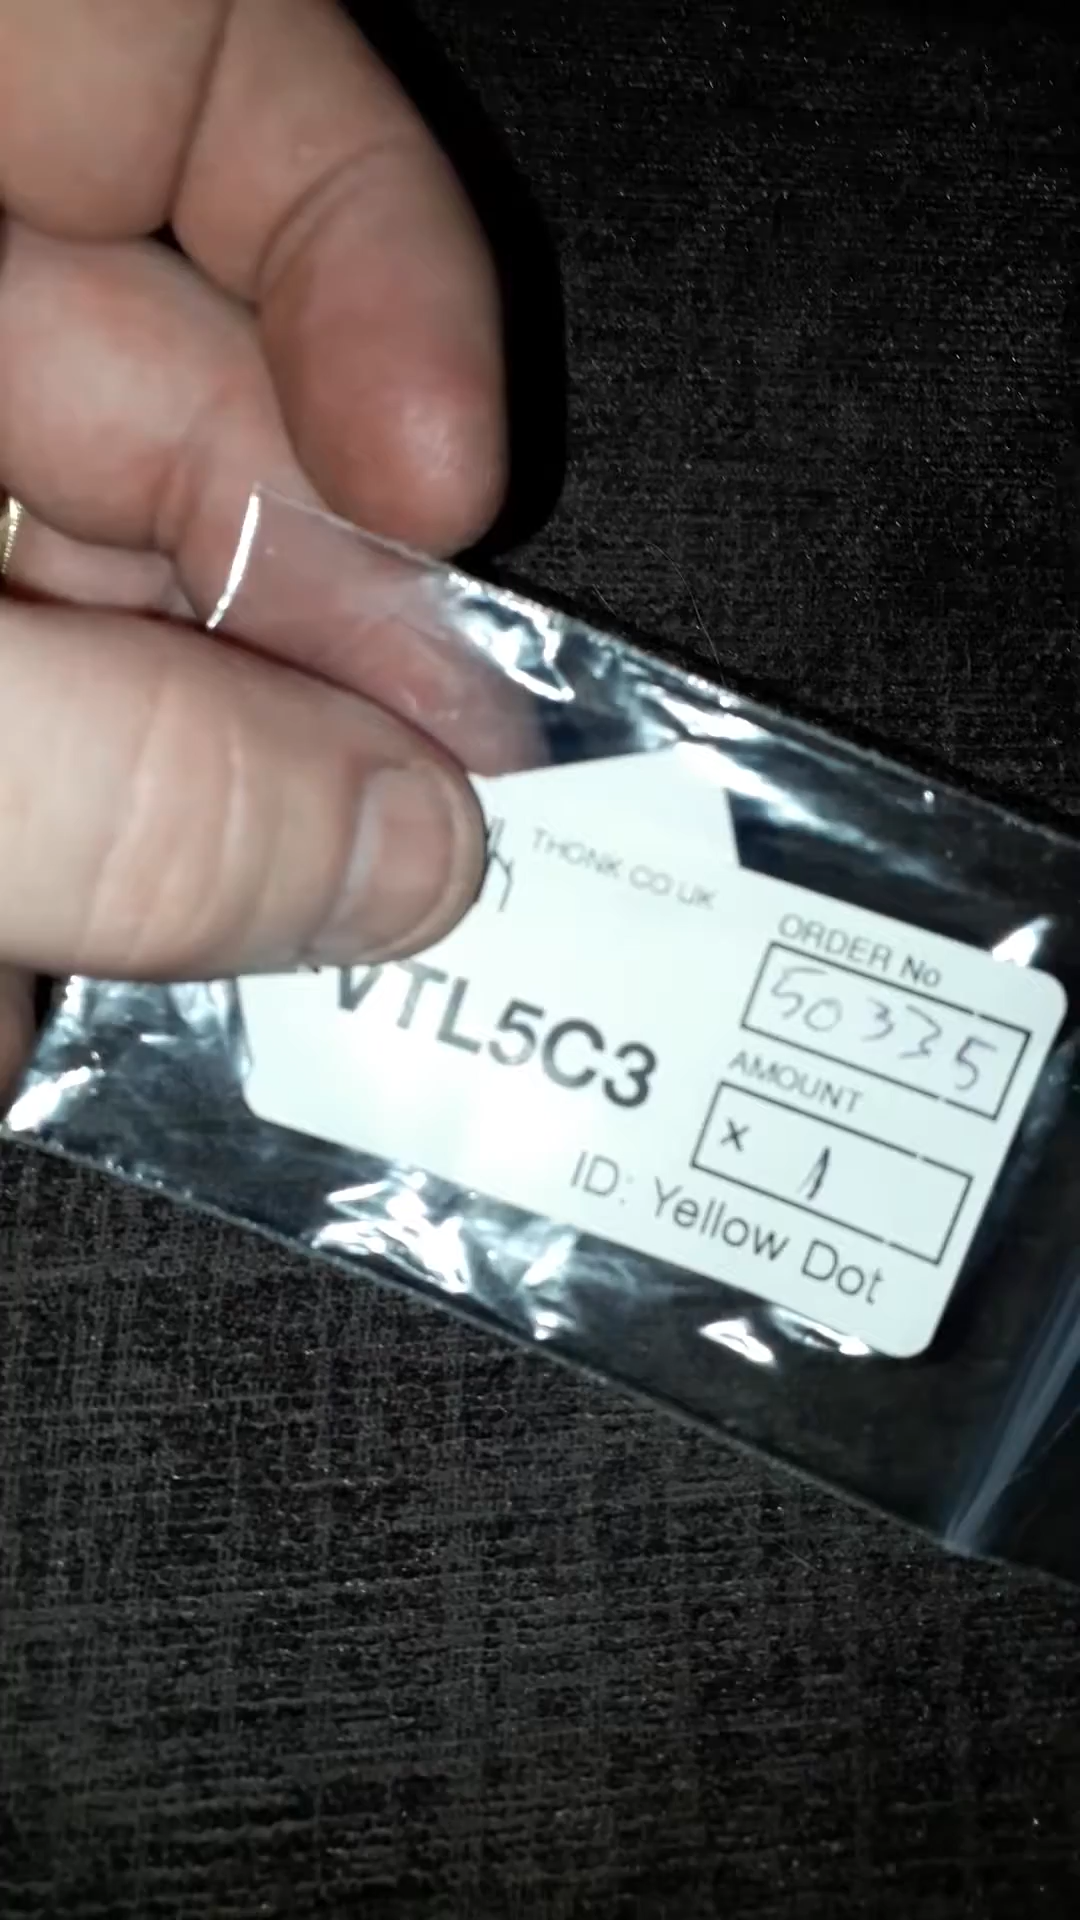 THONK.CO.UK
ORDER No
50335
VTL5C3
AMOUNT
x 1
ID: Yellow Dot